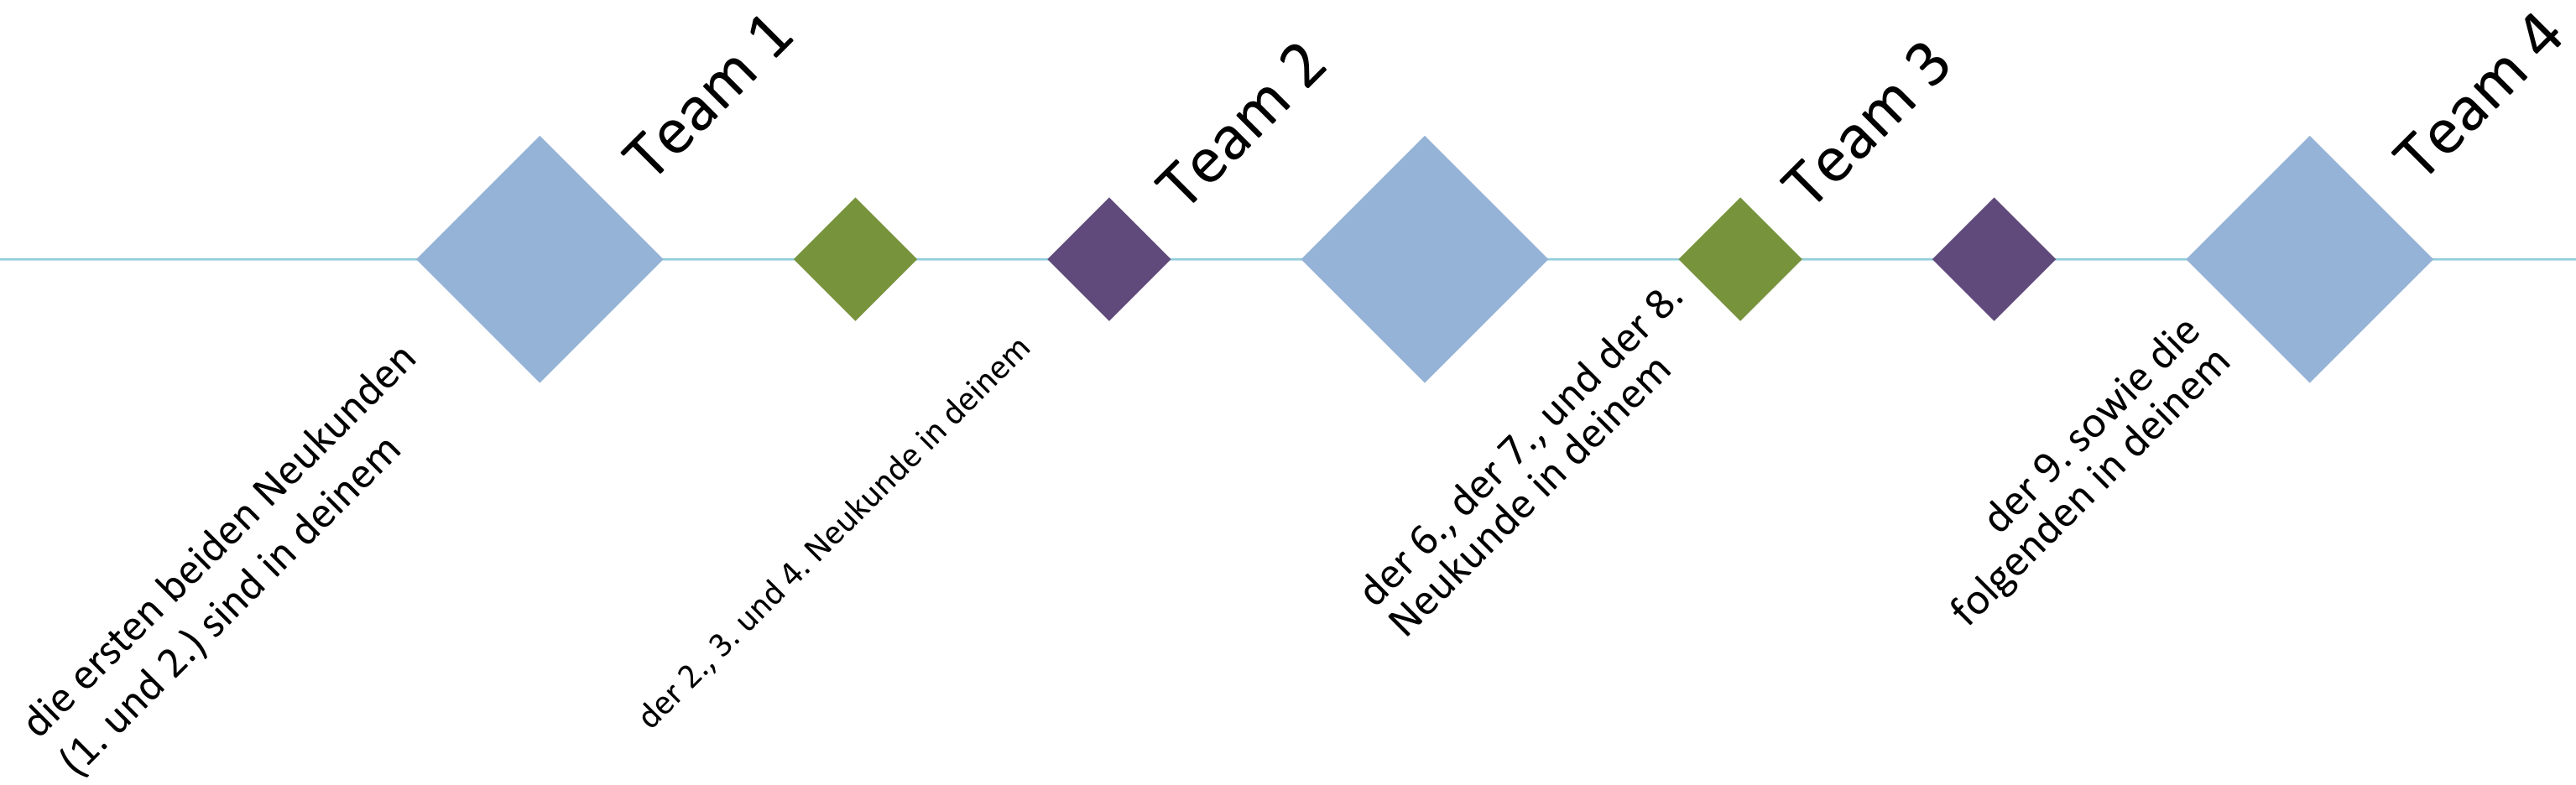 Team 1
Team 2
Team 3
Team 4
die ersten beiden Neukunden
(1. und 2.) sind in deinem
der 2., 3. und 4. Neukunde in deinem
der 6., der 7., und der 8.
Neukunde in deinem
der 9. sowie die
folgenden in deinem